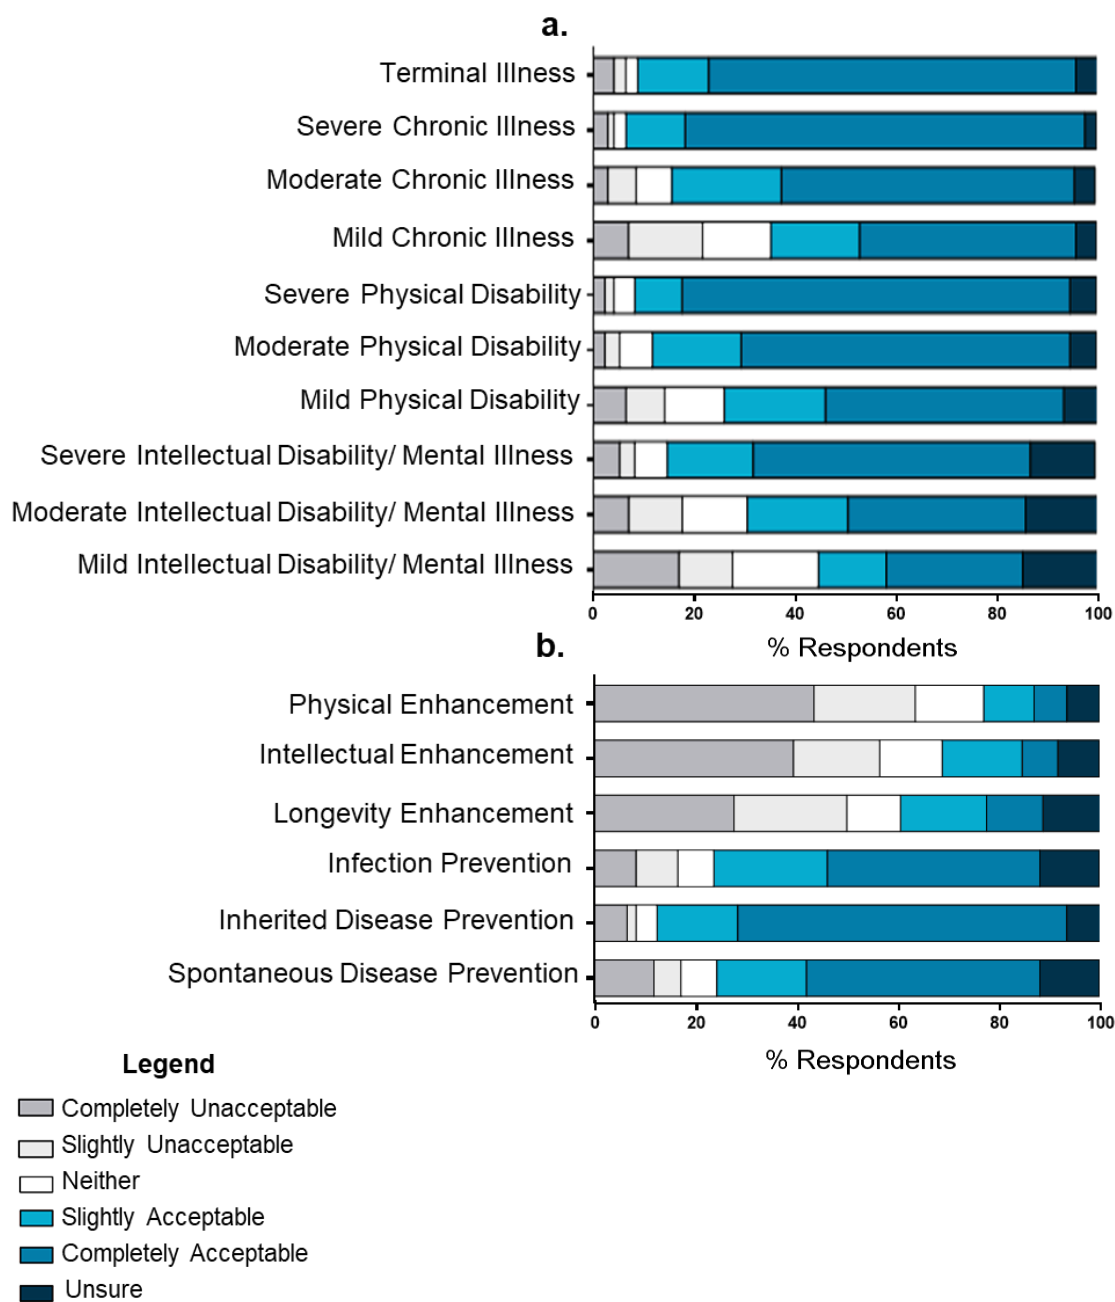 a.
Terminal Illness
Severe Chronic Illness
Moderate Chronic Illness
Mild Chronic Illness
Severe Physical Disability
Moderate Physical Disability
Mild Physical Disability
Severe Intellectual Disability/ Mental Illness
Moderate Intellectual Disability/ Mental Illness
Mild Intellectual Disability/ Mental Illness
0 20 40 60 80 100
% Respondents
b.
Physical Enhancement
Intellectual Enhancement
Longevity Enhancement
Infection Prevention
Inherited Disease Prevention
Spontaneous Disease Prevention
0 20 40 60 80 100
% Respondents
Legend
Completely Unacceptable
Slightly Unacceptable
Neither
Slightly Acceptable
Completely Acceptable
Unsure